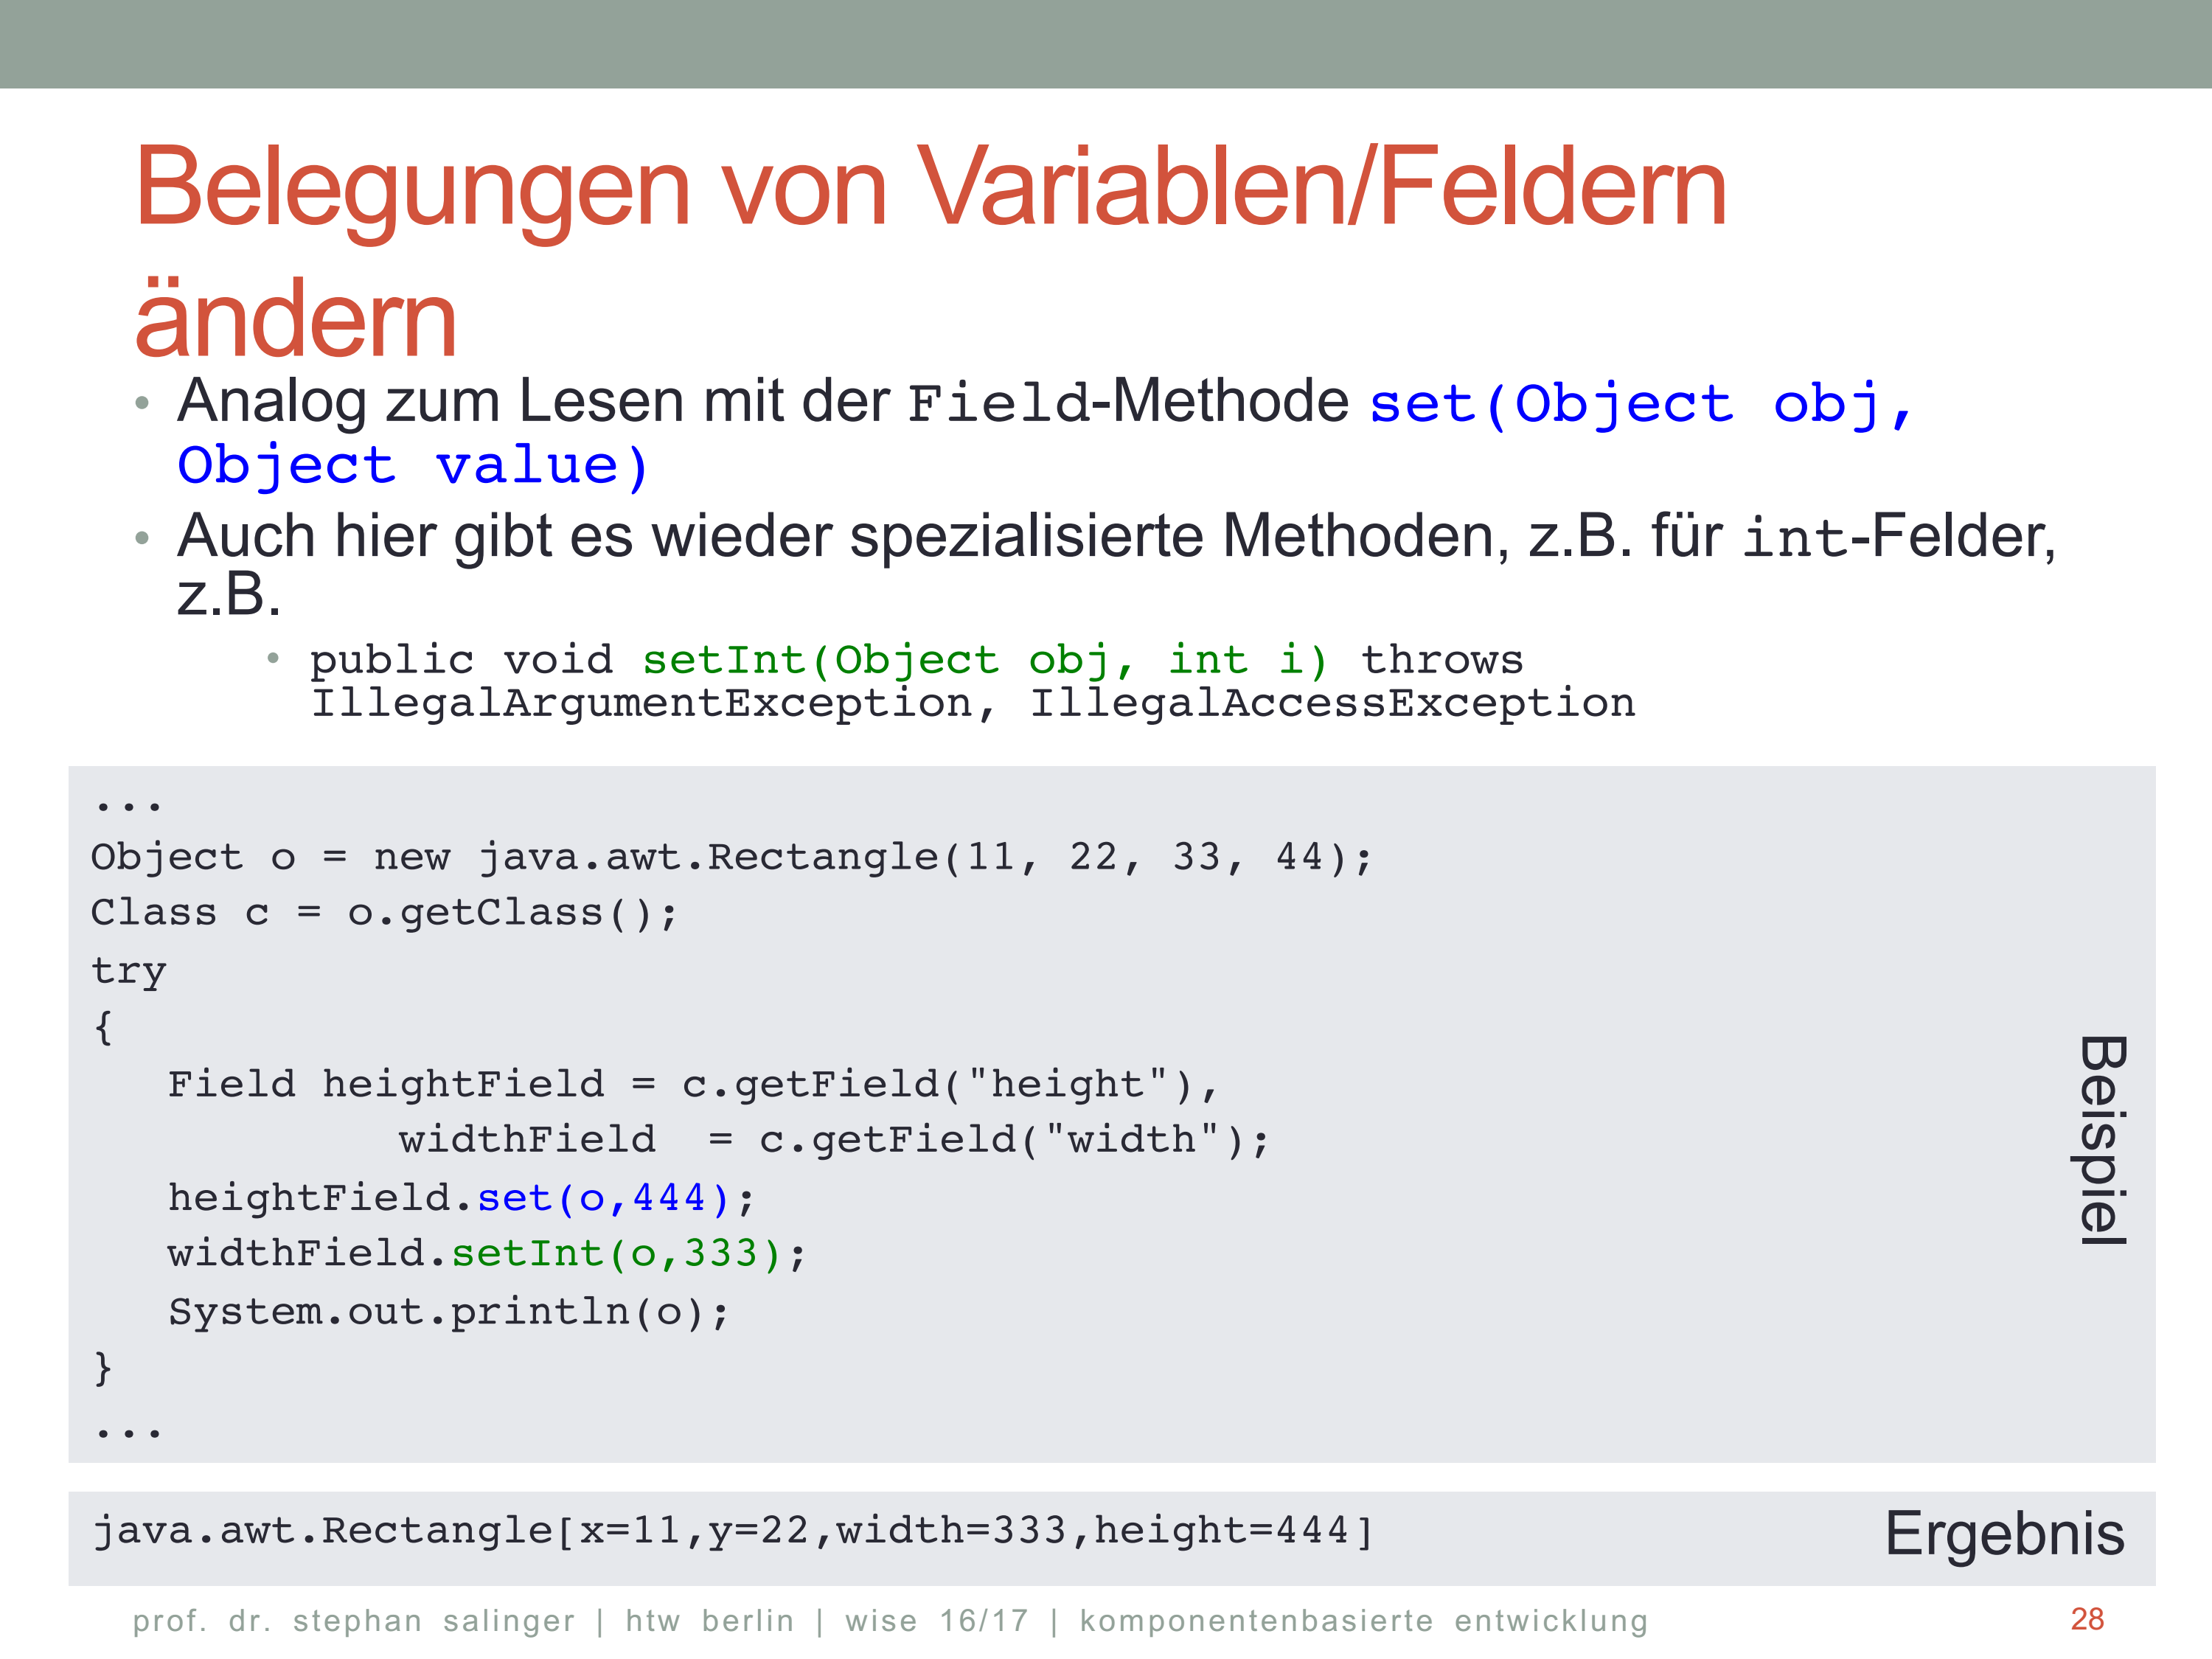 Belegungen von Variablen/Feldern
ändern
• Analog zum Lesen mit der Field-Methode set(Object obj,
Object value)
• Auch hier gibt es wieder spezialisierte Methoden, z.B. für int-Felder,
z.B.
• public void setInt(Object obj, int i) throws
IllegalArgumentException, IllegalAccessException
...
Object o = new java.awt.Rectangle(11, 22, 33, 44);
Class c = o.getClass();
try
{
   Field heightField = c.getField("height"),
            widthField  = c.getField("width");
   heightField.set(o,444);
   widthField.setInt(o,333);
   System.out.println(o);
}
...
Beispiel
java.awt.Rectangle[x=11,y=22,width=333,height=444]
Ergebnis
prof. dr. stephan salinger | htw berlin | wise 16/17 | komponentenbasierte entwicklung
28